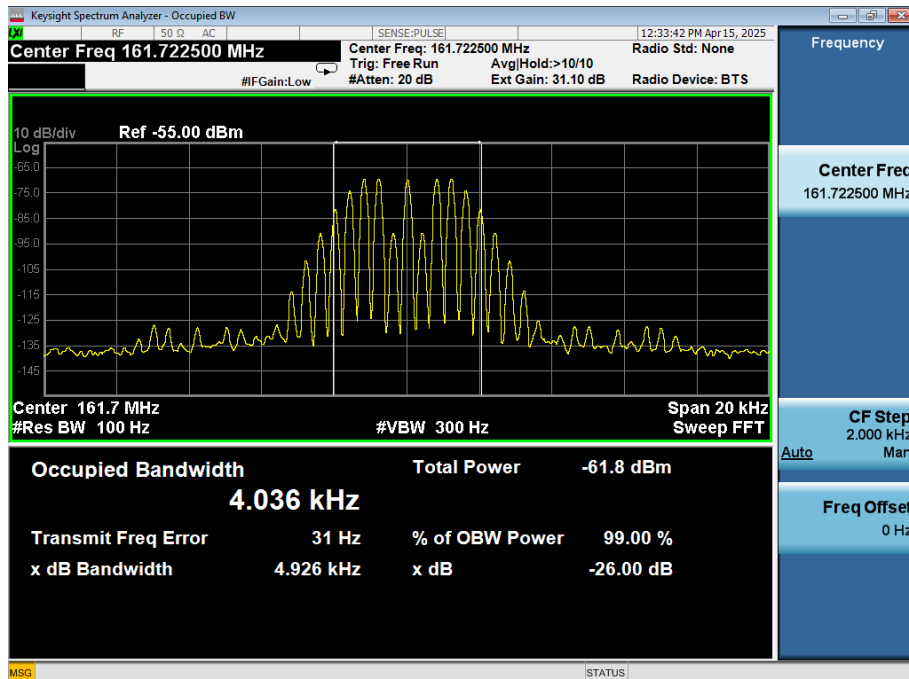 Keysight Spectrum Analyzer - Occupied BW
LXI
RF 50 Ω AC SENSE:PULSE 12:33:42 PM Apr 15, 2025
Center Freq 161.722500 MHz
Center Freq: 161.722500 MHz Radio Std: None
Trig: Free Run Avg|Hold:>10/10
#IFGain:Low #Atten: 20 dB Ext Gain: 31.10 dB Radio Device: BTS
10 dB/div Ref -55.00 dBm
Log
-65.0
-75.0
-85.0
-95.0
-105
-115
-125
-135
-145
Center 161.7 MHz Span 20 kHz
#Res BW 100 Hz #VBW 300 Hz Sweep FFT
Occupied Bandwidth Total Power -61.8 dBm
4.036 kHz
Transmit Freq Error 31 Hz % of OBW Power 99.00 %
x dB Bandwidth 4.926 kHz x dB -26.00 dB
Frequency
Center Freq
161.722500 MHz
CF Step
2.000 kHz
Auto Man
Freq Offset
0 Hz
MSG STATUS